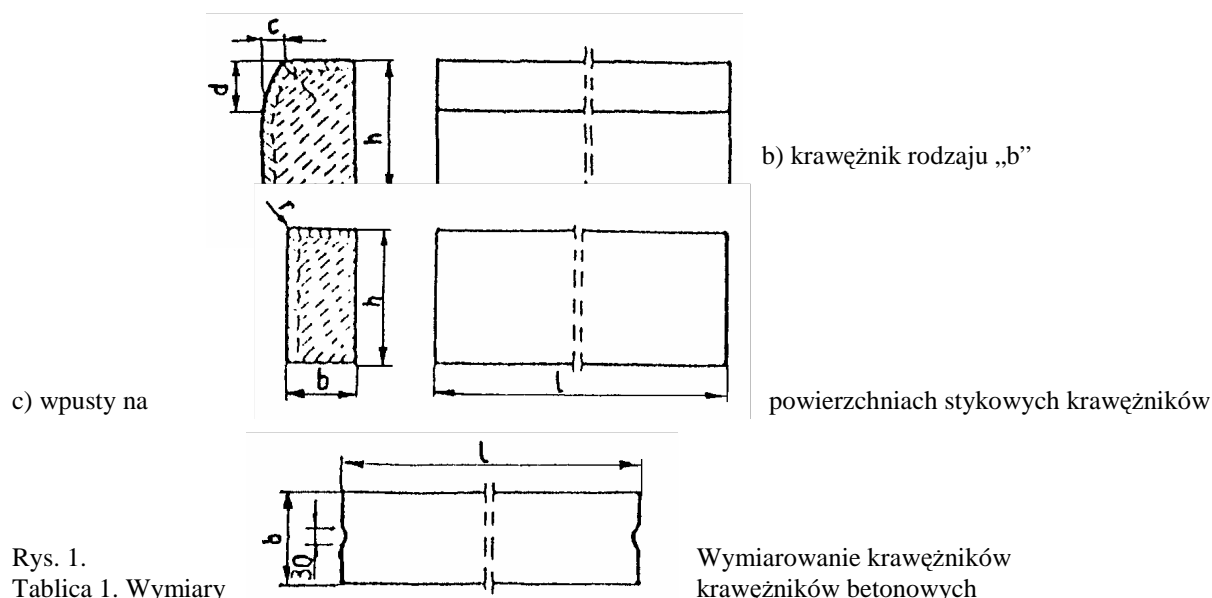 c
d
h
b) krawężnik rodzaju „b”
r
h
b
l
c) wpusty na powierzchniach stykowych krawężników
l
b
30
Rys. 1. Wymiarowanie krawężników
Tablica 1. Wymiary krawężników betonowych